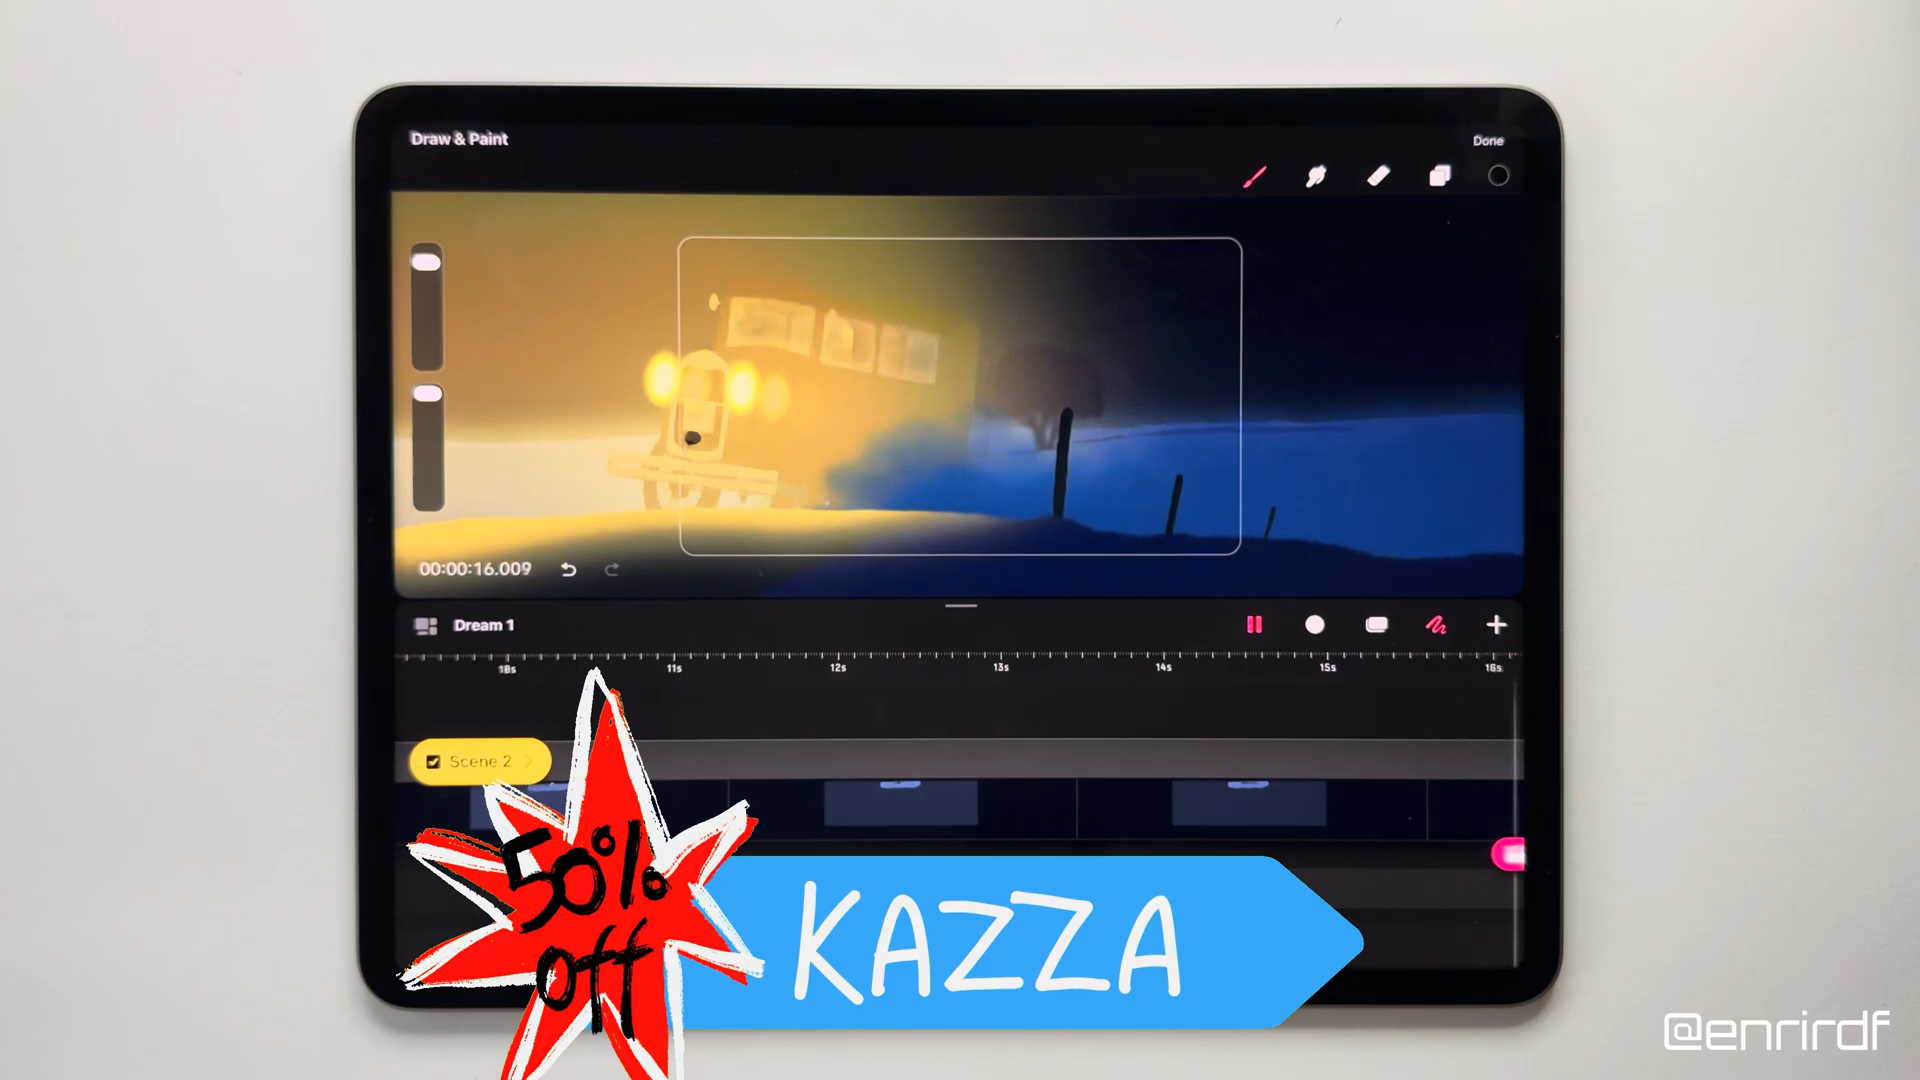 Draw & Paint
Done
00:00:16.009
Dream 1
10s 11s 12s 13s 14s 15s 16s
Scene 2
50%
off
KAZZA
@enrirdf